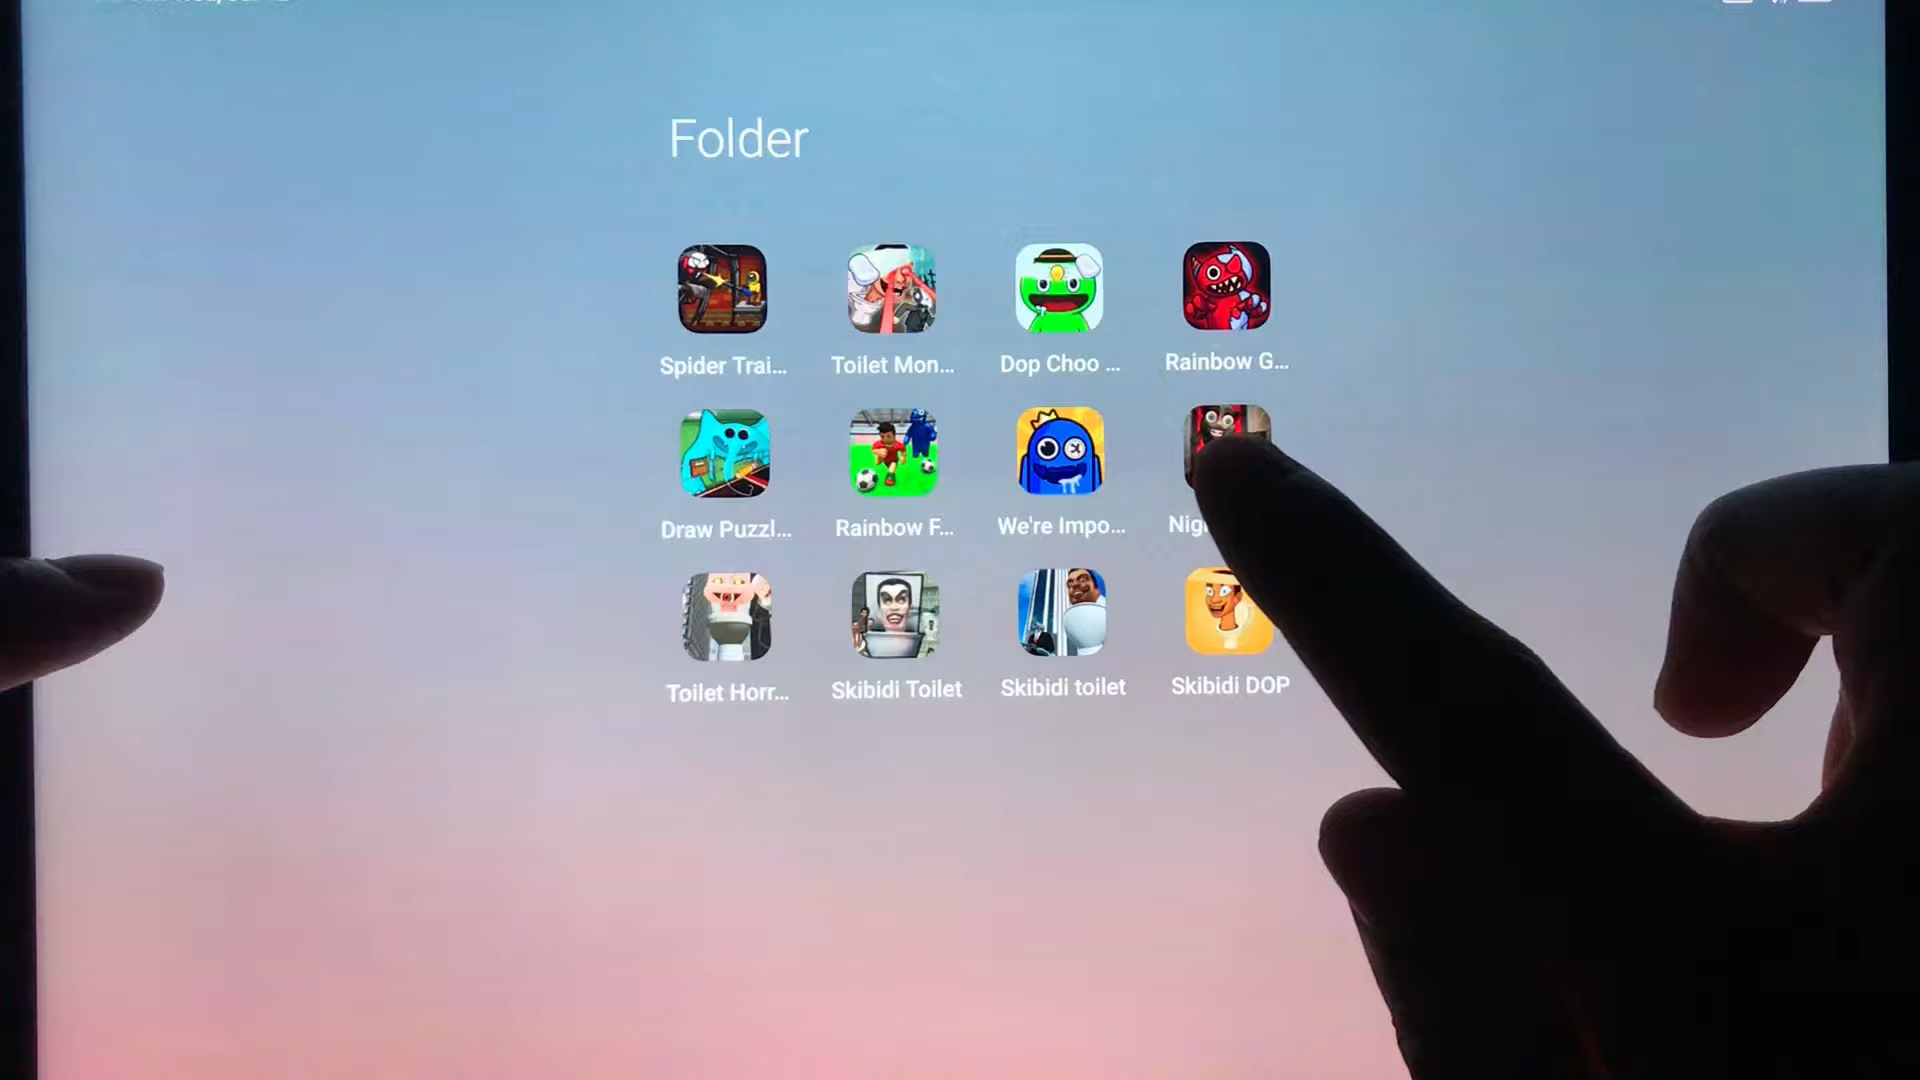 Folder
Spider Trai...
Toilet Mon...
Dop Choo ...
Rainbow G...
Draw Puzzl...
Rainbow F...
We're Impo...
Toilet Horr...
Skibidi Toilet
Skibidi toilet
Skibidi DOP